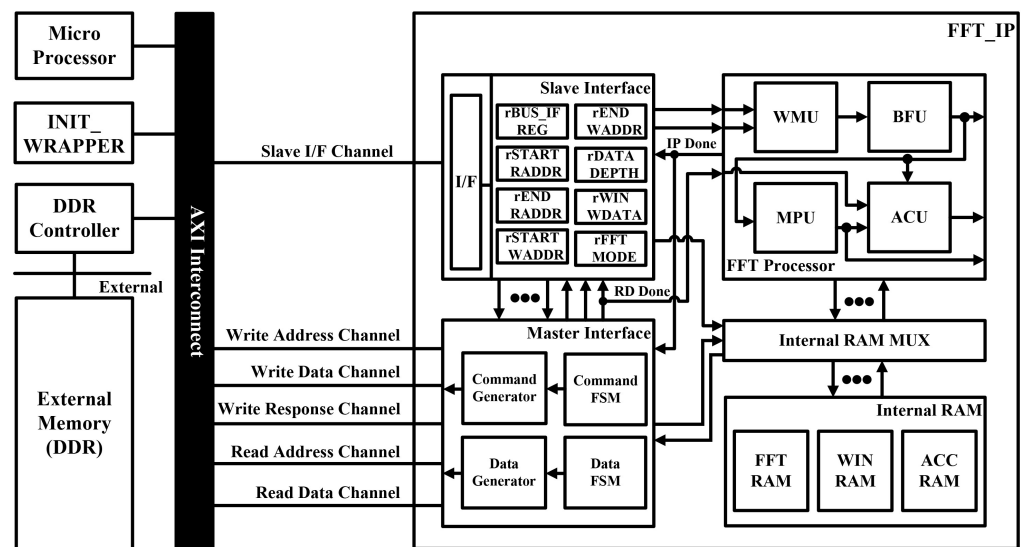 Micro
Processor
INIT_
WRAPPER
DDR
Controller
External
External
Memory
(DDR)
AXI Interconnect
Slave I/F Channel
Write Address Channel
Write Data Channel
Write Response Channel
Read Address Channel
Read Data Channel
FFT_IP
Slave Interface
I/F
rBUS_IF
REG
rEND
WADDR
rSTART
RADDR
rDATA
DEPTH
rEND
RADDR
rWIN
WDATA
rSTART
WADDR
rFFT
MODE
IP Done
RD Done
WMU
BFU
MPU
ACU
FFT Processor
Master Interface
Command
Generator
Command
FSM
Data
Generator
Data
FSM
Internal RAM MUX
Internal RAM
FFT
RAM
WIN
RAM
ACC
RAM